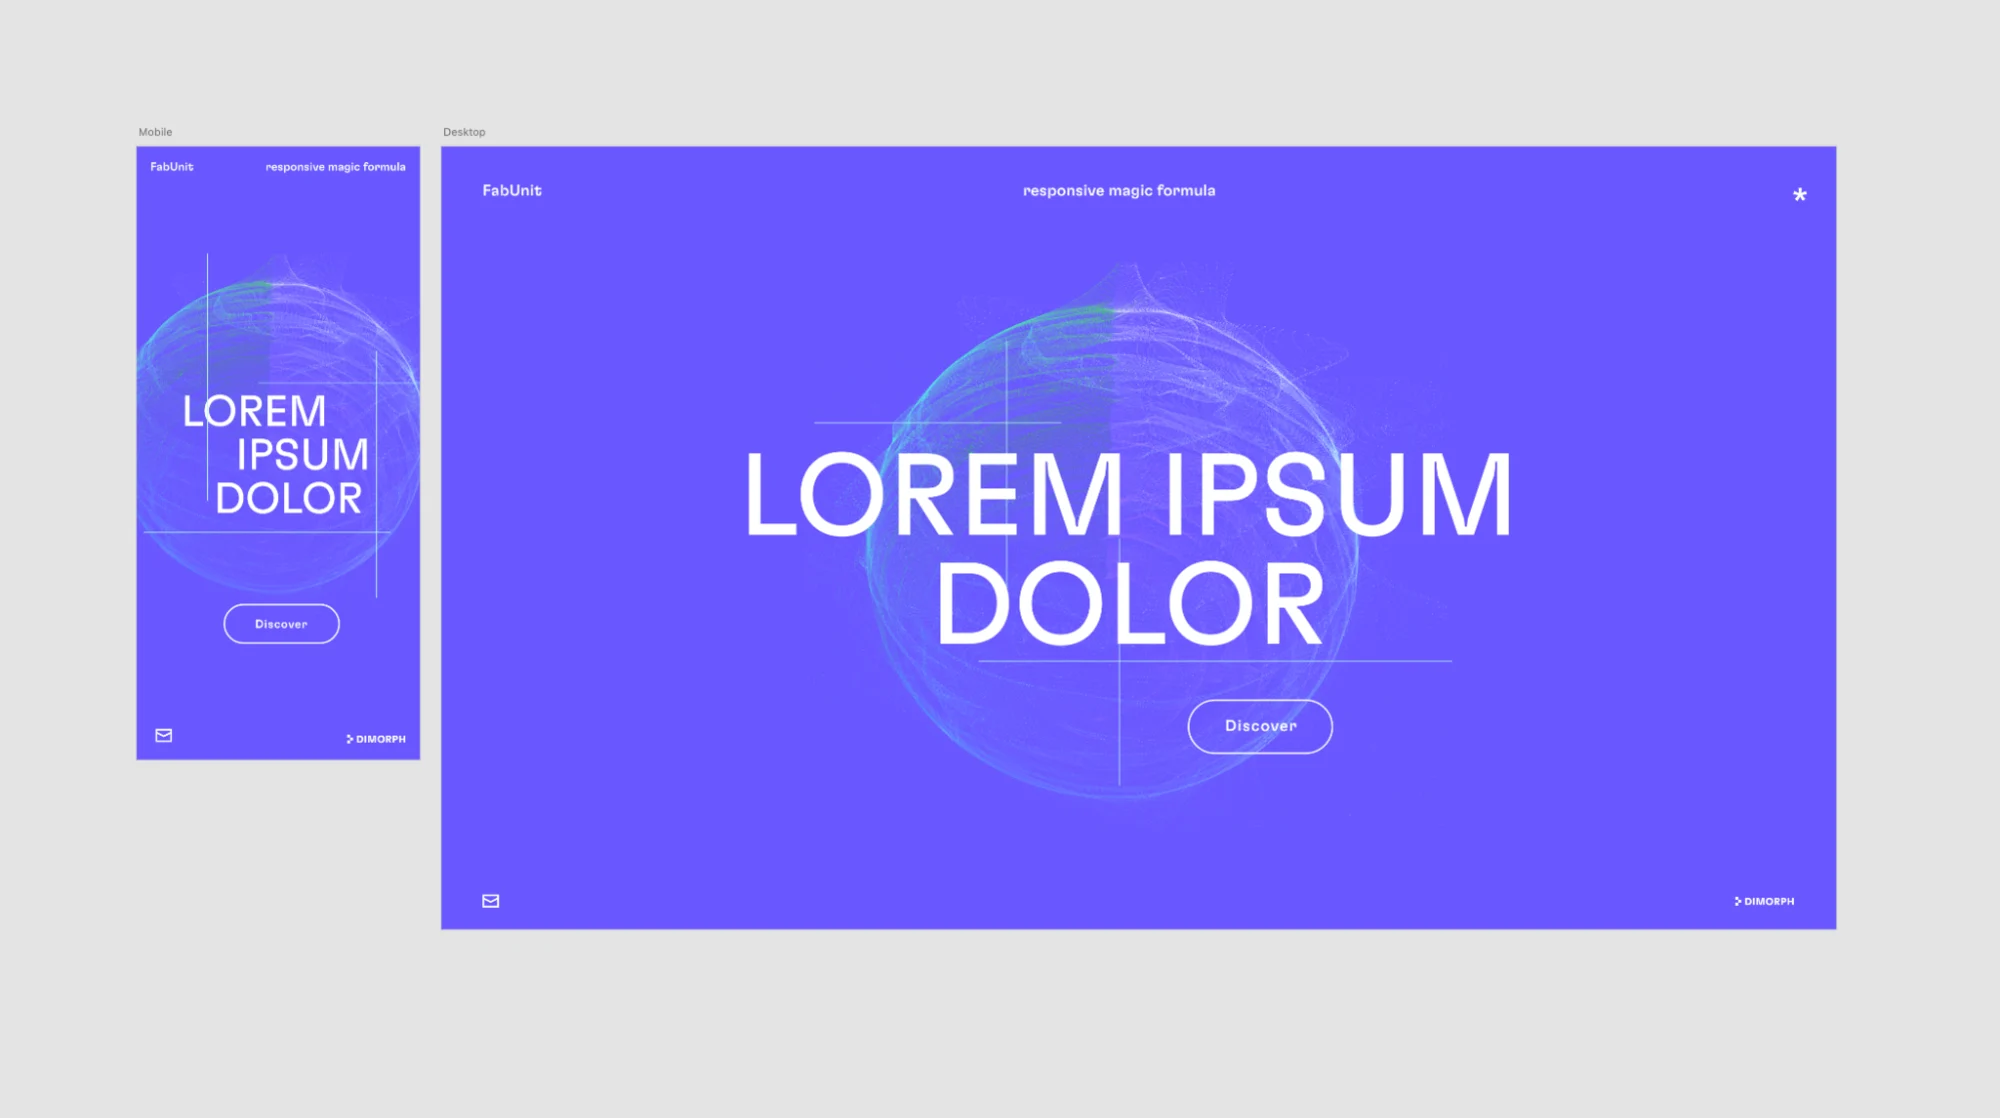 Mobile
FabUnit
responsive magic formula
LOREM
IPSUM
DOLOR
Discover
DIMORPH
Desktop
FabUnit
responsive magic formula
*
LOREM IPSUM
DOLOR
Discover
DIMORPH